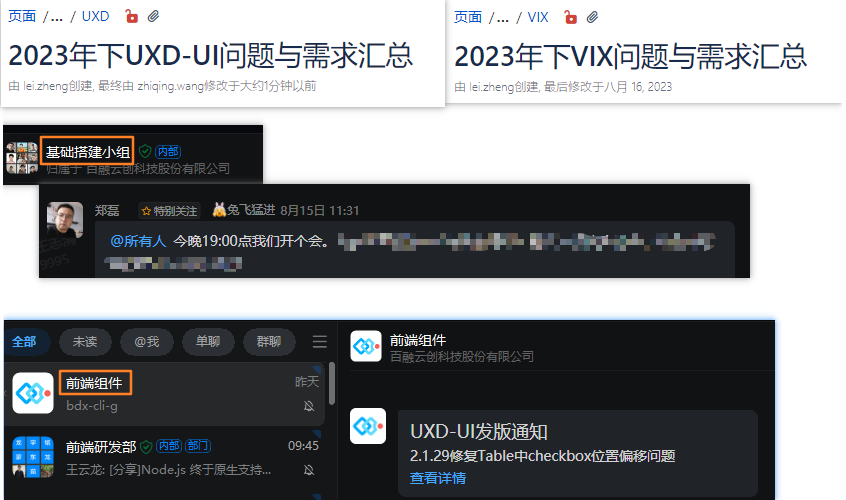 页面 /... / UXD
2023年下UXD-UI问题与需求汇总
由 lei.zheng创建, 最终由 zhiqing.wang修改于大约1分钟以前
页面 /... / VIX
2023年下VIX问题与需求汇总
由 lei.zheng创建, 最后修改于八月 16, 2023
基础搭建小组 内部
归属于 百融云创科技股份有限公司
郑磊 特别关注 兔飞猛进 8月15日 11:31
@所有人 今晚19:00点我们开个会。
全部 未读 @我 单聊 群聊
前端组件 昨天
bdx-cli-g
前端研发部 内部 部门 09:45
王云龙: [分享]Node.js 终于原生支持...
前端组件
百融云创科技股份有限公司
UXD-UI发版通知
2.1.29修复Table中checkbox位置偏移问题
查看详情